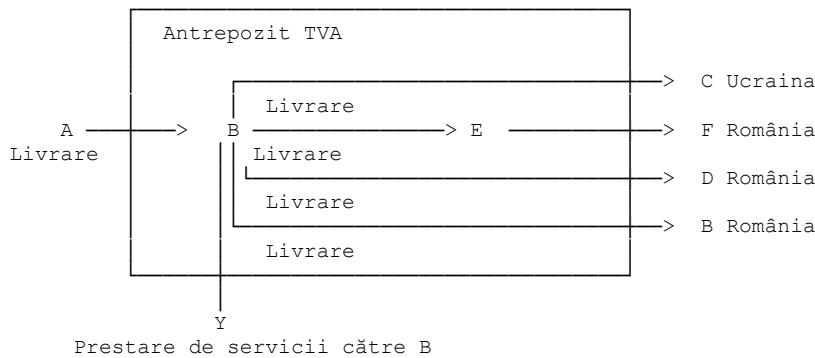 Antrepozit TVA
C Ucraina
Livrare
A B E F România
Livrare Livrare
D România
Livrare
B România
Livrare
Y
Prestare de servicii către B